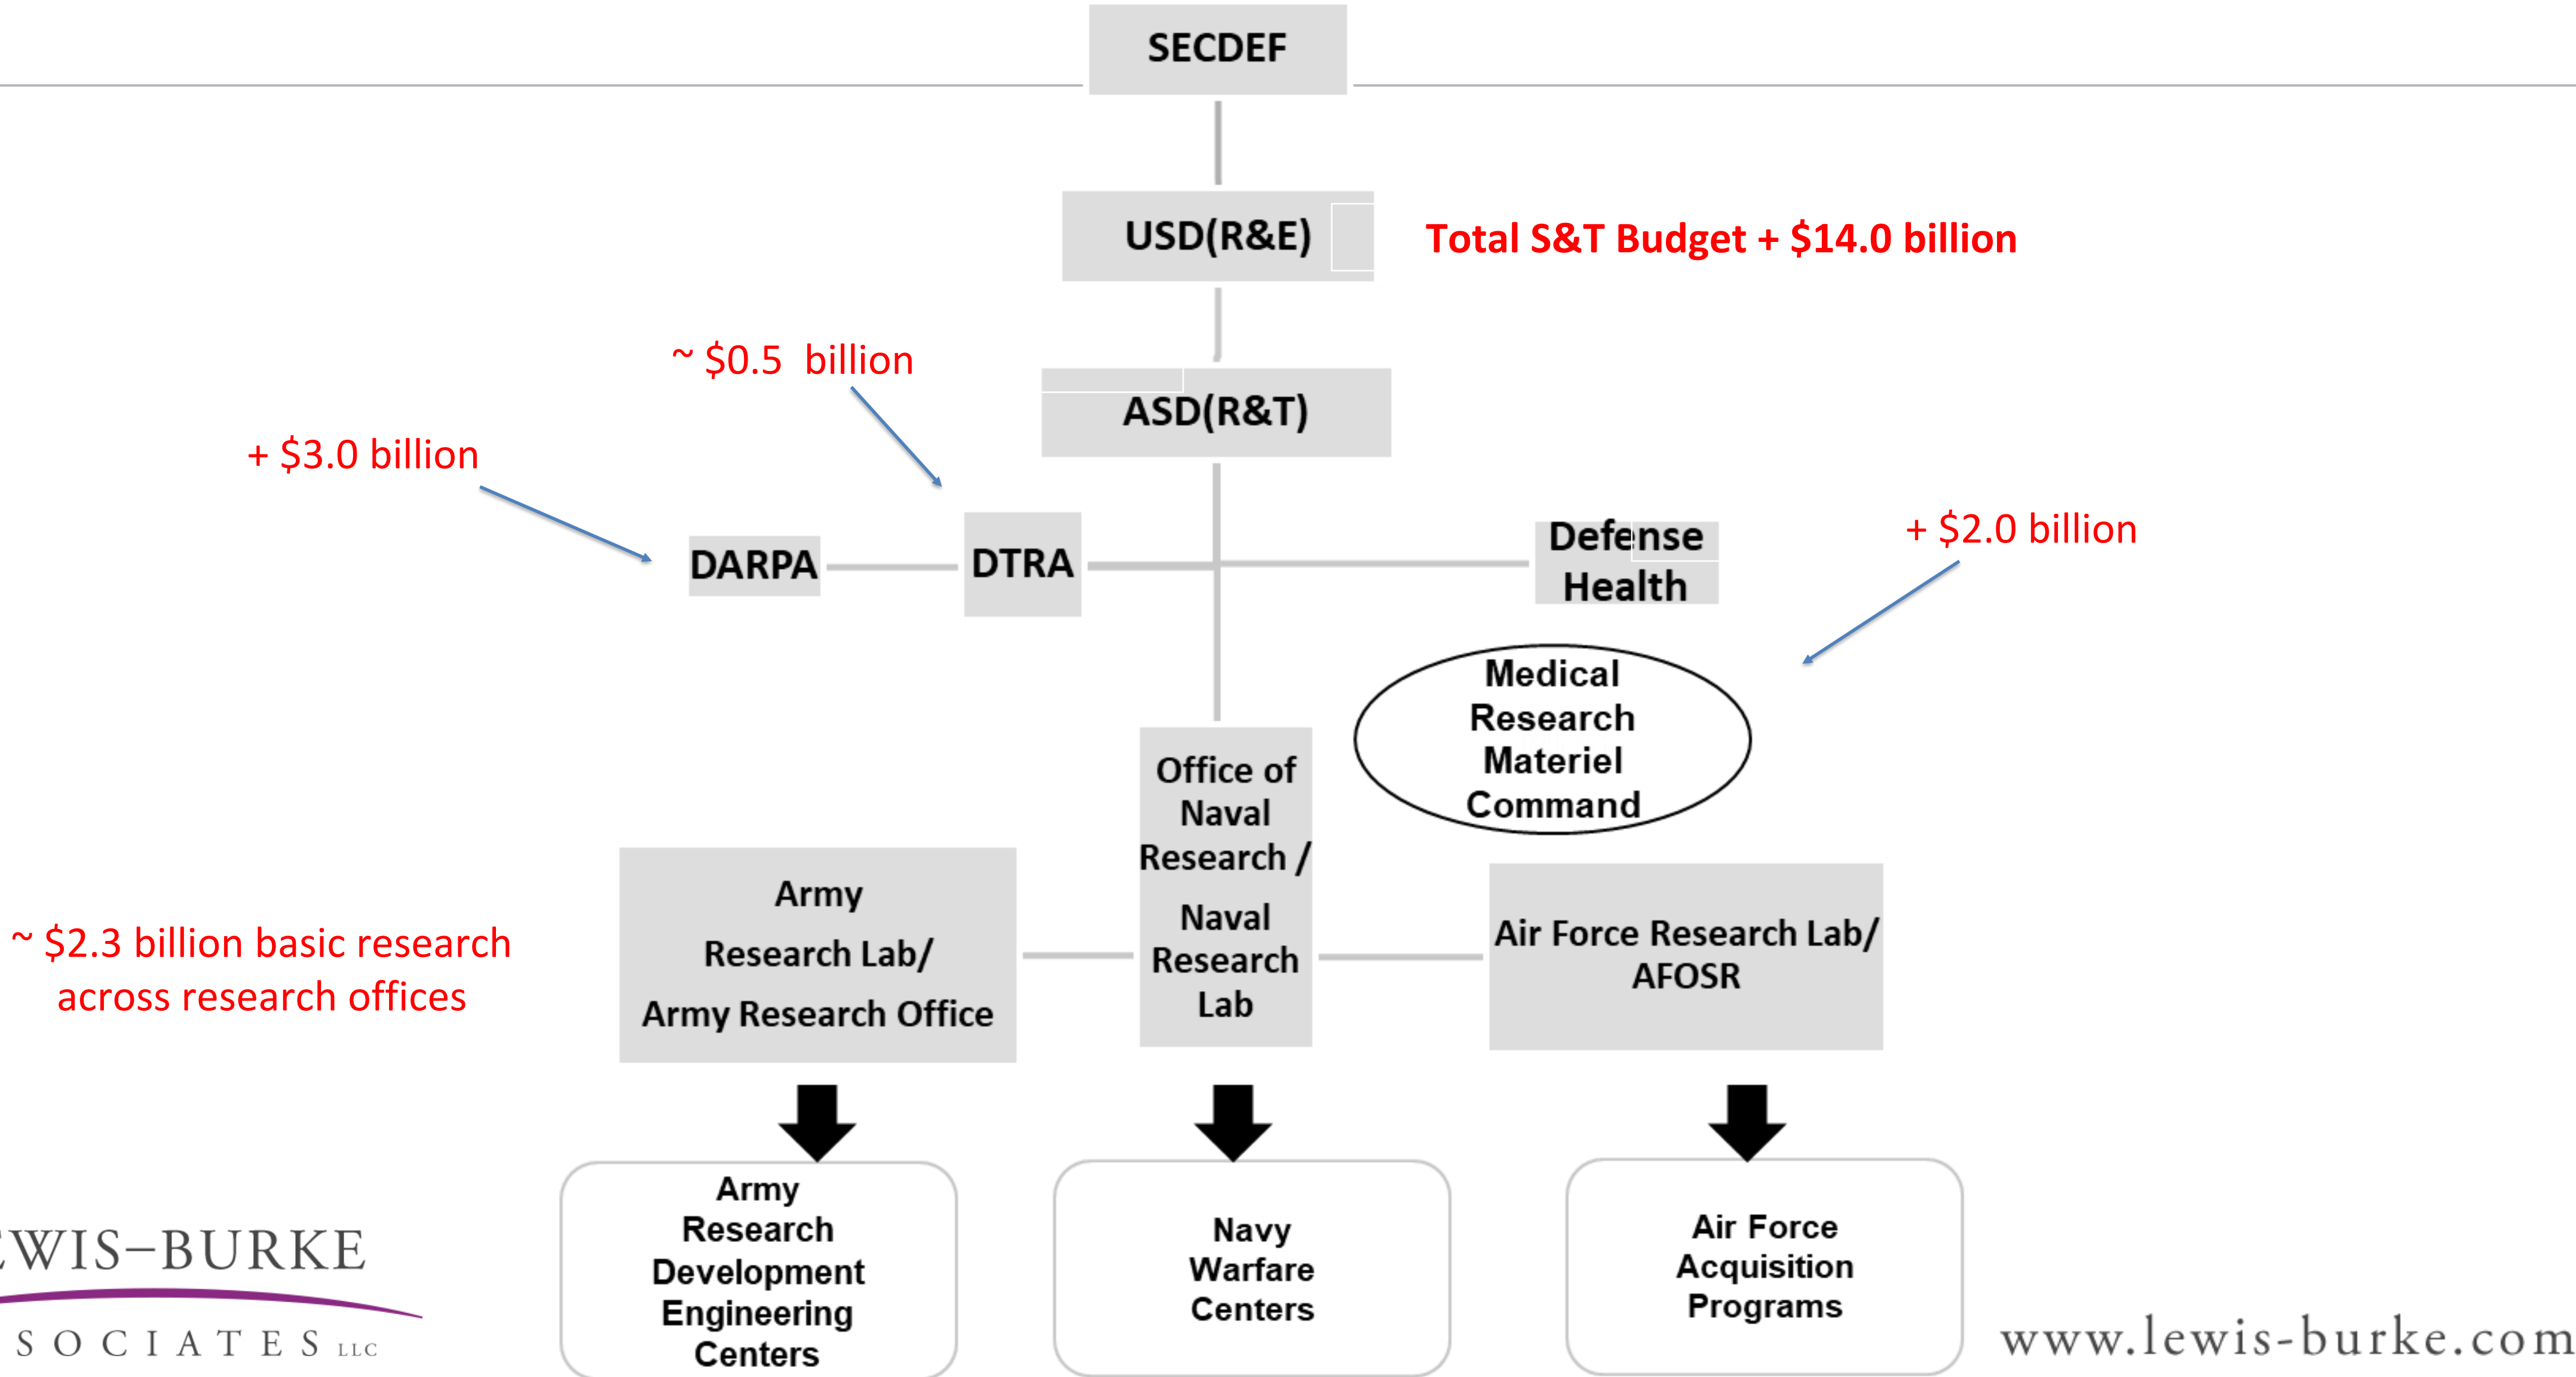 SECDEF
USD(R&E)
Total S&T Budget + $14.0 billion
~ $0.5 billion
ASD(R&T)
+ $3.0 billion
DARPA
DTRA
Defense
Health
+ $2.0 billion
Medical
Research
Materiel
Command
Office of
Naval
Research /
Naval
Research
Lab
Army
Research Lab/
Army Research Office
Air Force Research Lab/
AFOSR
~ $2.3 billion basic research
across research offices
Army
Research
Development
Engineering
Centers
Navy
Warfare
Centers
Air Force
Acquisition
Programs
EWIS–BURKE
SOCIATES LLC
www.lewis-burke.com